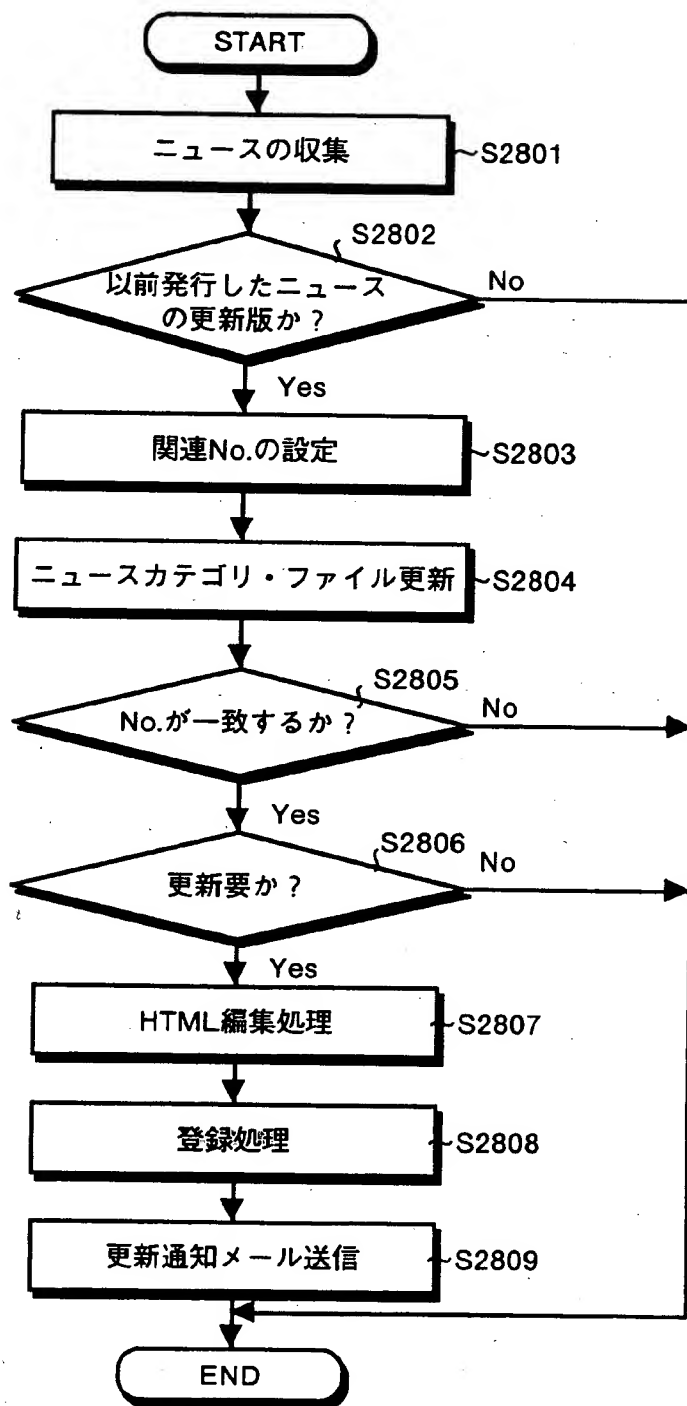 START
ニュースの収集
S2801
S2802
以前発行したニュース
の更新版か？
No
Yes
関連No.の設定
S2803
ニュースカテゴリ・ファイル更新
S2804
S2805
No.が一致するか？
No
Yes
S2806
更新要か？
No
Yes
HTML編集処理
S2807
登録処理
S2808
更新通知メール送信
S2809
END